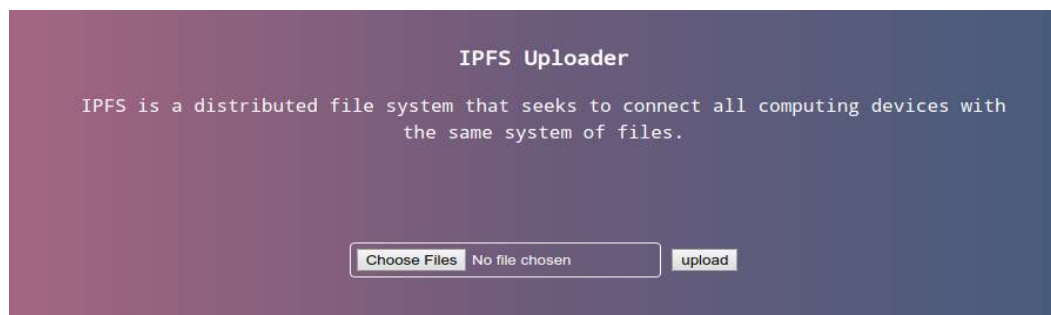 IPFS Uploader
IPFS is a distributed file system that seeks to connect all computing devices with
the same system of files.
Choose Files No file chosen upload